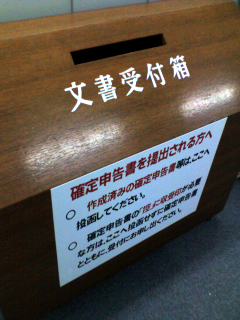 文書受付箱
確定申告書を提出される方へ
○ 作成済みの確定申告書等は、ここへ
投函してください。
○ 確定申告書の「控」に収受印が必要
な方は、ここへ投函せずに確定申告書
とともに、受付にお申し出ください。